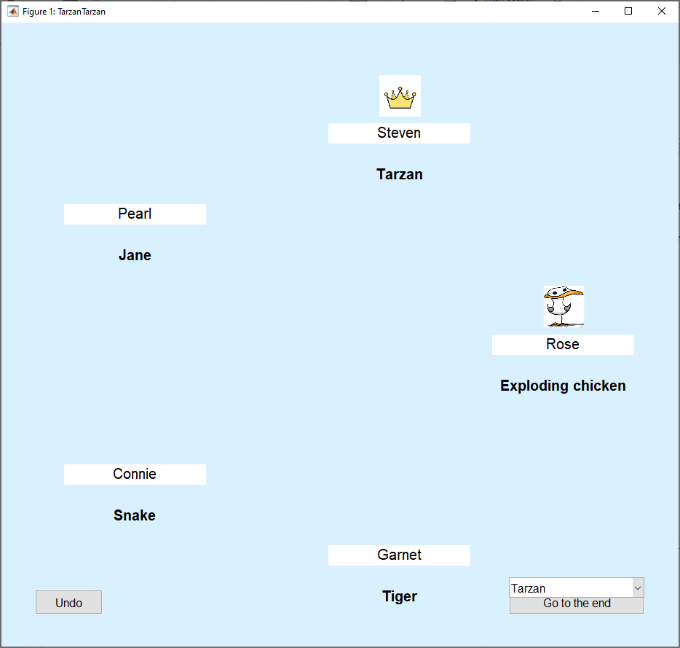 Figure 1: TarzanTarzan
Steven
Tarzan
Pearl
Jane
Rose
Exploding chicken
Connie
Snake
Garnet
Tiger
Undo
Tarzan
Go to the end